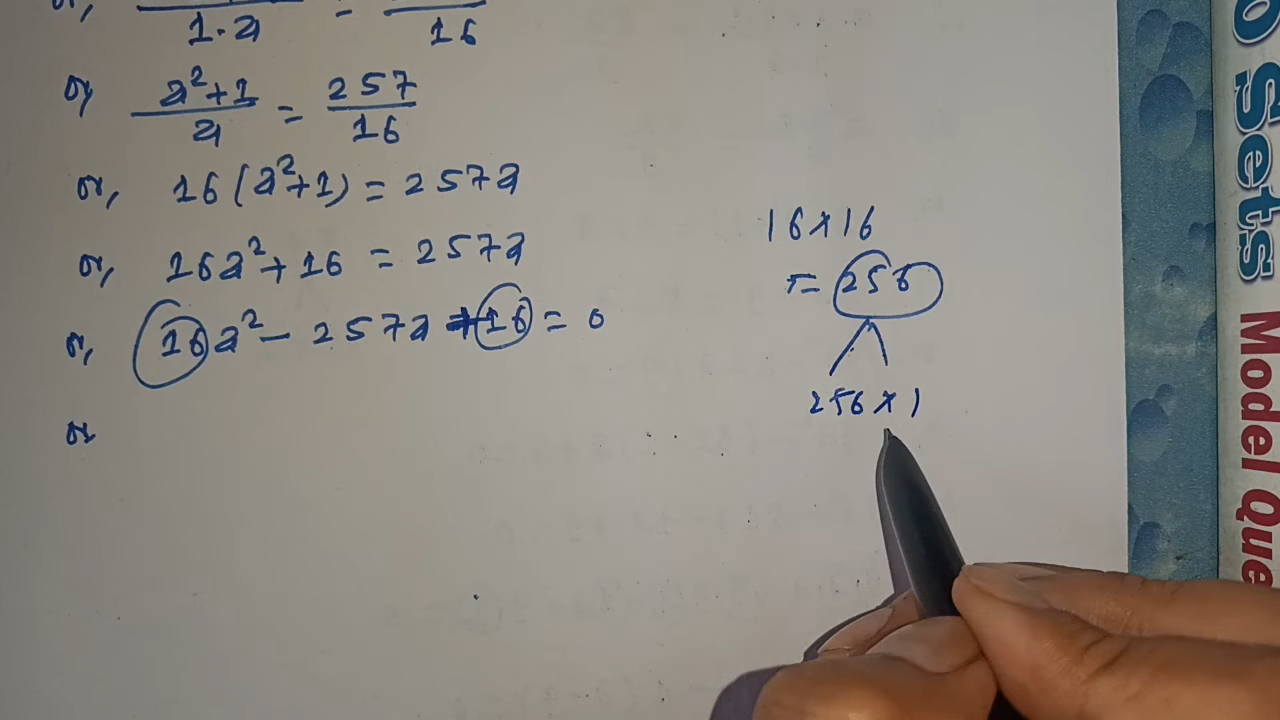 1·a 16
or, a²+1/a = 257/16
or, 16(a²+1) = 257a
or, 16a²+16 = 257a
or, 16a² - 257a + 16 = 0
or
16×16
= 256
256×1
0 Sets
Model Que